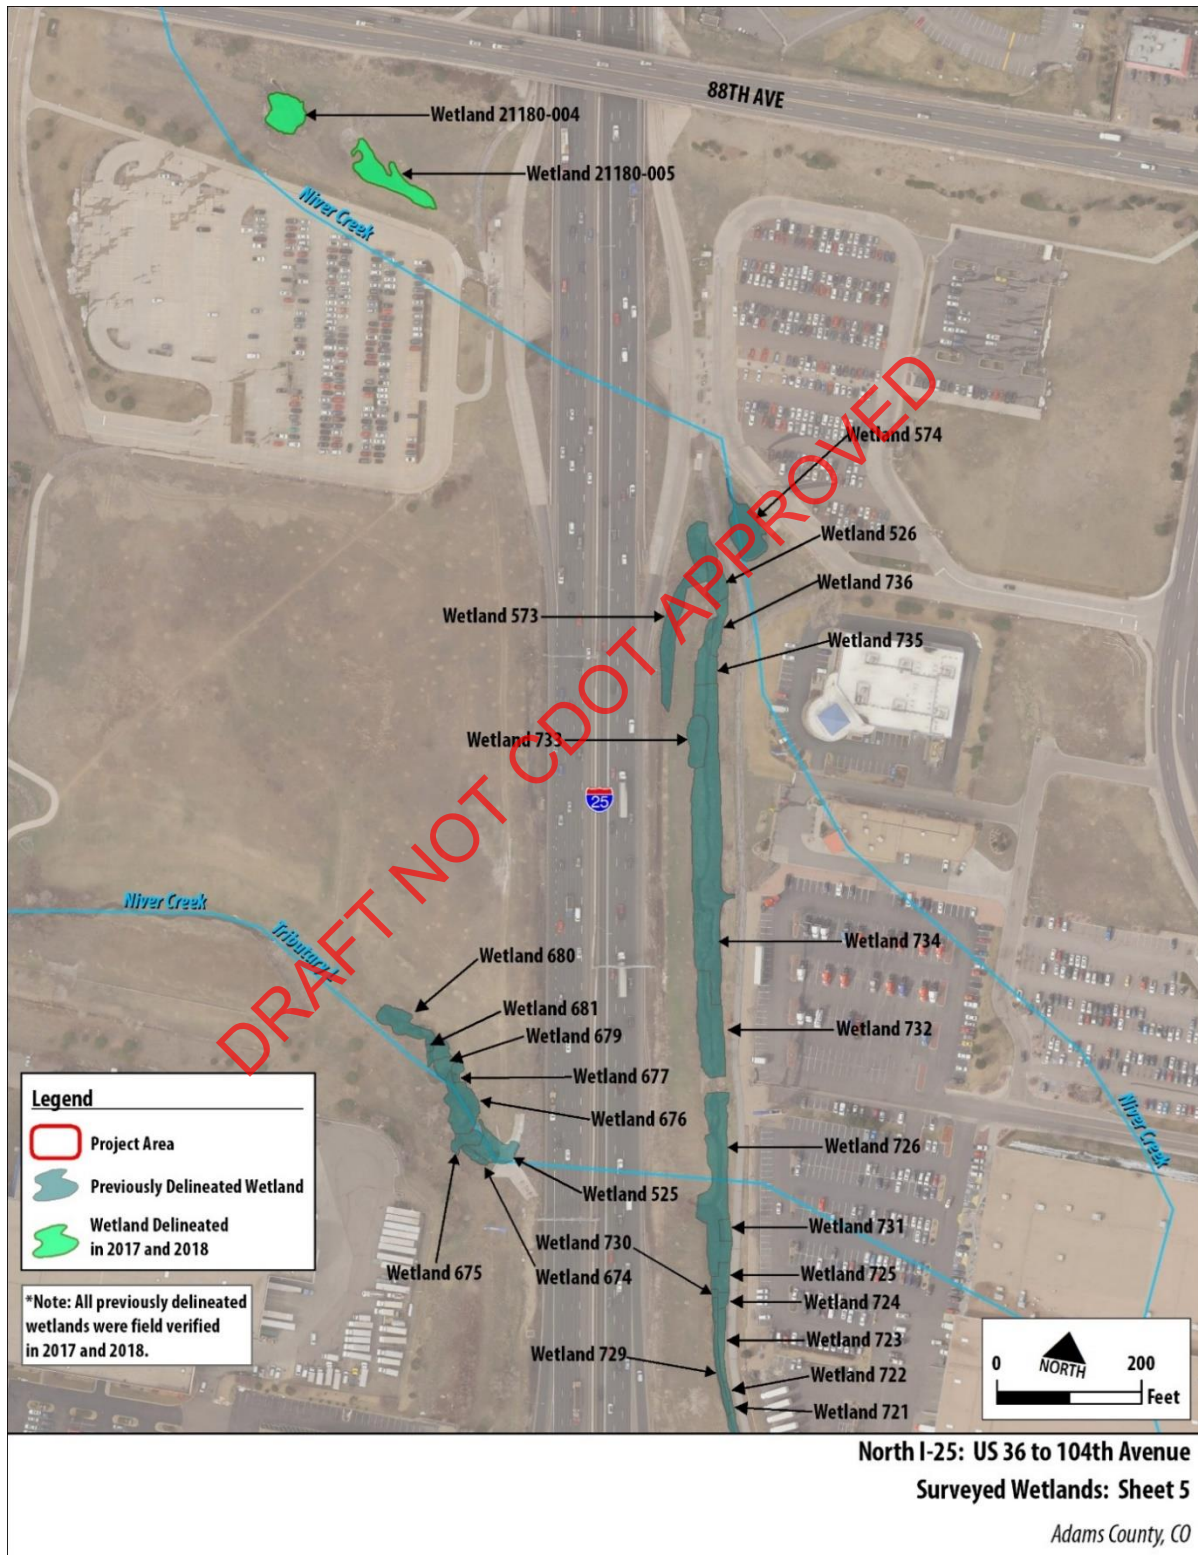 88TH AVE
Wetland 21180-004
Wetland 21180-005
Niver Creek
Wetland 574
Wetland 526
Wetland 736
Wetland 573
Wetland 735
Wetland 733
25
DRAFT NOT CDOT APPROVED
Niver Creek
Tributary L
Wetland 734
Wetland 680
Wetland 681
Wetland 732
Wetland 679
Wetland 677
Wetland 676
Niver Creek
Wetland 726
Wetland 525
Wetland 731
Wetland 730
Wetland 675
Wetland 674
Wetland 725
Wetland 724
Wetland 723
Wetland 729
Wetland 722
Wetland 721
Legend
Project Area
Previously Delineated Wetland
Wetland Delineated
in 2017 and 2018
*Note: All previously delineated
wetlands were field verified
in 2017 and 2018.
NORTH
0 200
Feet
North I-25: US 36 to 104th Avenue
Surveyed Wetlands: Sheet 5
Adams County, CO